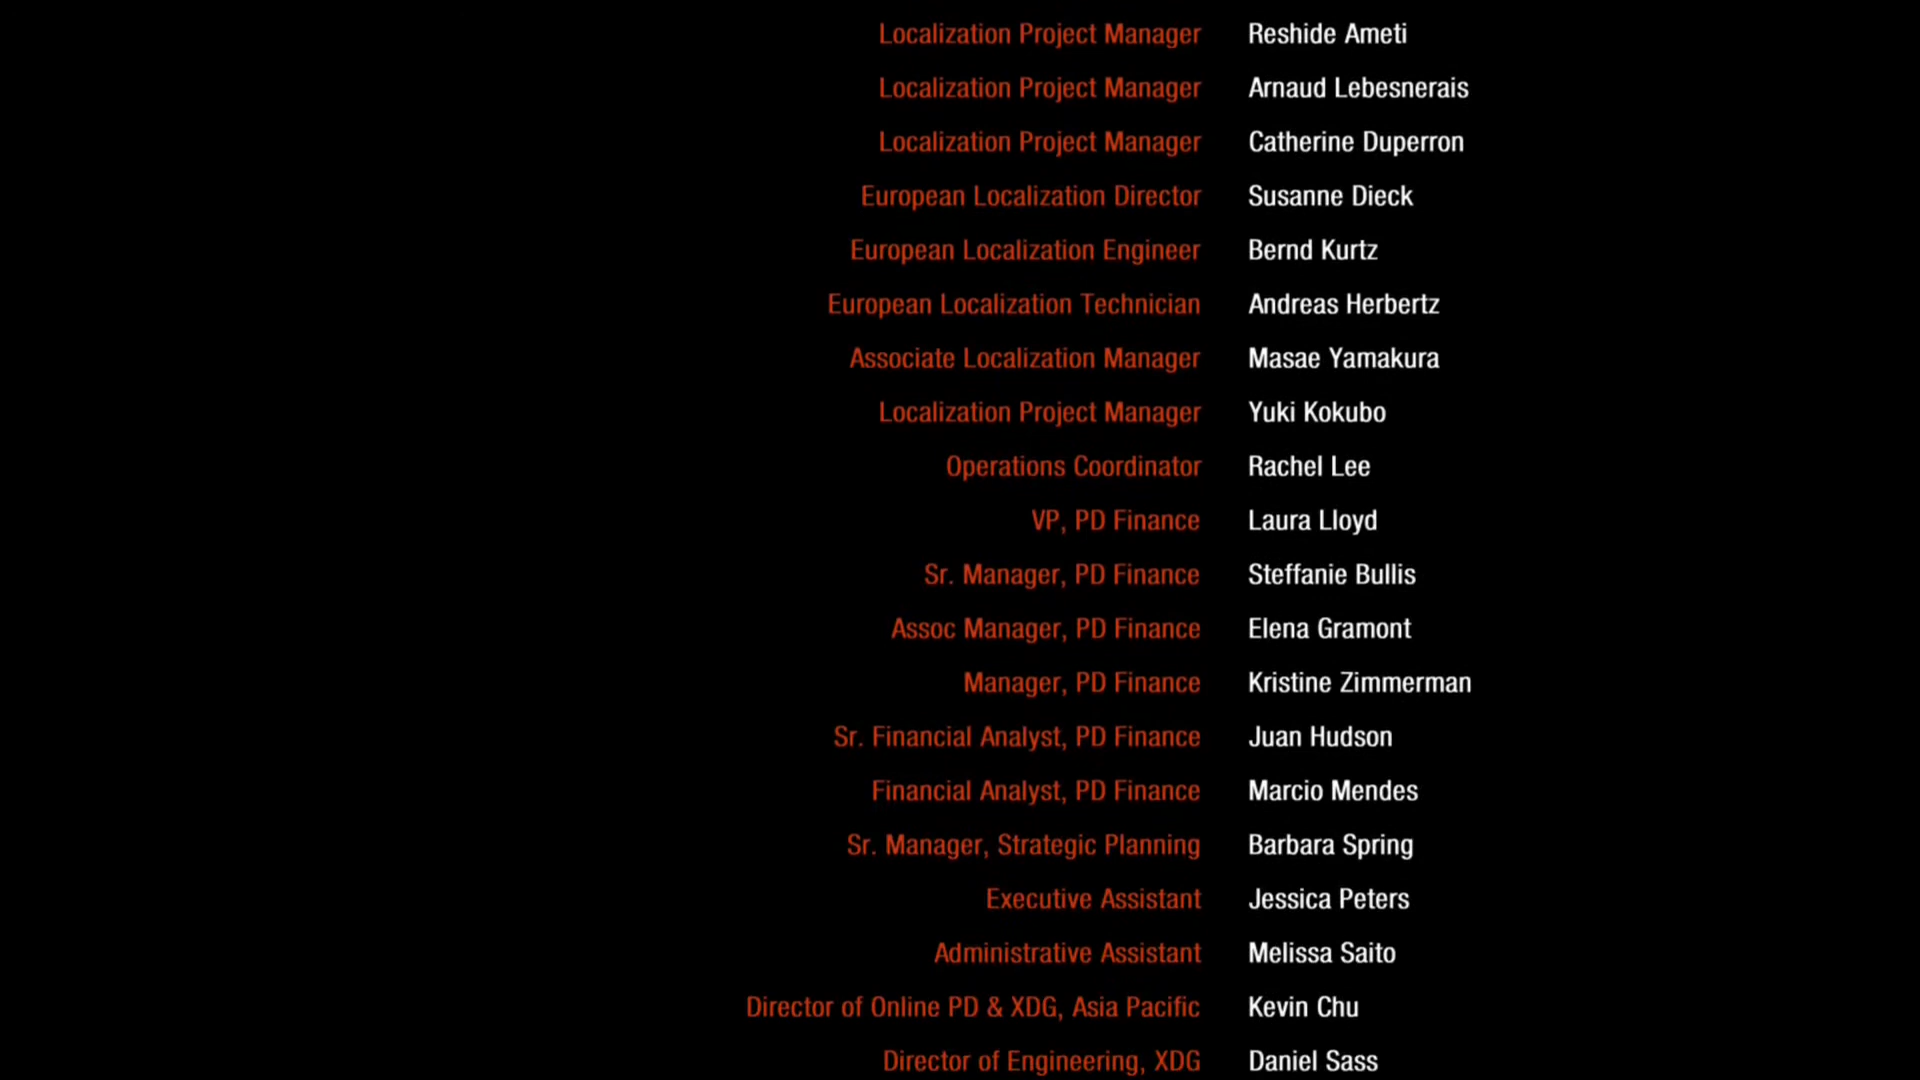 Localization Project Manager Reshide Ameti
Localization Project Manager Arnaud Lebesnerais
Localization Project Manager Catherine Duperron
European Localization Director Susanne Dieck
European Localization Engineer Bernd Kurtz
European Localization Technician Andreas Herbertz
Associate Localization Manager Masae Yamakura
Localization Project Manager Yuki Kokubo
Operations Coordinator Rachel Lee
VP, PD Finance Laura Lloyd
Sr. Manager, PD Finance Steffanie Bullis
Assoc Manager, PD Finance Elena Gramont
Manager, PD Finance Kristine Zimmerman
Sr. Financial Analyst, PD Finance Juan Hudson
Financial Analyst, PD Finance Marcio Mendes
Sr. Manager, Strategic Planning Barbara Spring
Executive Assistant Jessica Peters
Administrative Assistant Melissa Saito
Director of Online PD & XDG, Asia Pacific Kevin Chu
Director of Engineering, XDG Daniel Sass